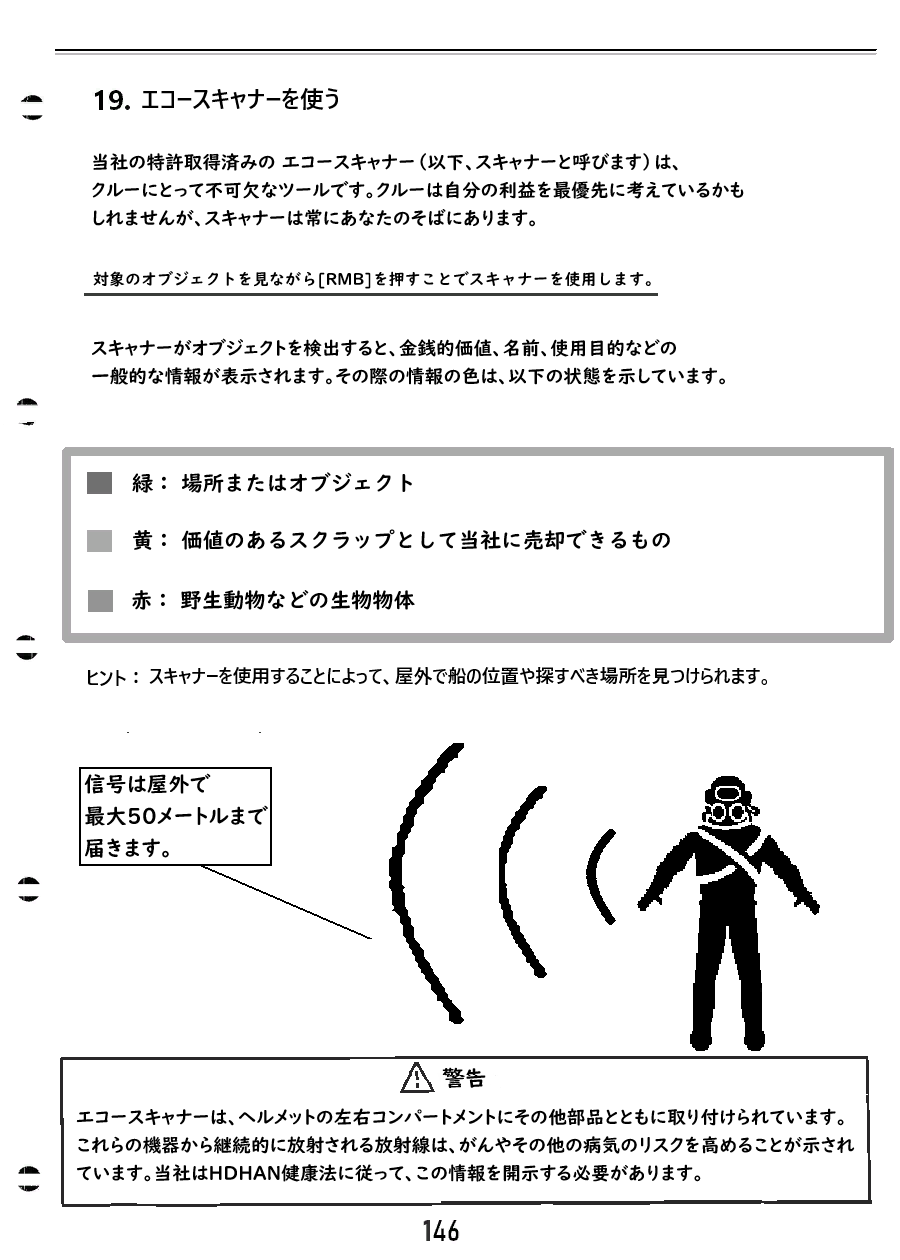 19. エコースキャナーを使う
当社の特許取得済みの エコースキャナー（以下、スキャナーと呼びます）は、
クルーにとって不可欠なツールです。クルーは自分の利益を最優先に考えているかも
しれませんが、スキャナーは常にあなたのそばにあります。
対象のオブジェクトを見ながら[RMB]を押すことでスキャナーを使用します。
スキャナーがオブジェクトを検出すると、金銭的価値、名前、使用目的などの
一般的な情報が表示されます。その際の情報の色は、以下の状態を示しています。
緑： 場所またはオブジェクト
黄： 価値のあるスクラップとして当社に売却できるもの
赤： 野生動物などの生物物体
ヒント： スキャナーを使用することによって、屋外で船の位置や探すべき場所を見つけられます。
信号は屋外で
最大50メートルまで
届きます。
警告
エコースキャナーは、ヘルメットの左右コンパートメントにその他部品とともに取り付けられています。
これらの機器から継続的に放射される放射線は、がんやその他の病気のリスクを高めることが示され
ています。当社はHDHAN健康法に従って、この情報を開示する必要があります。
146